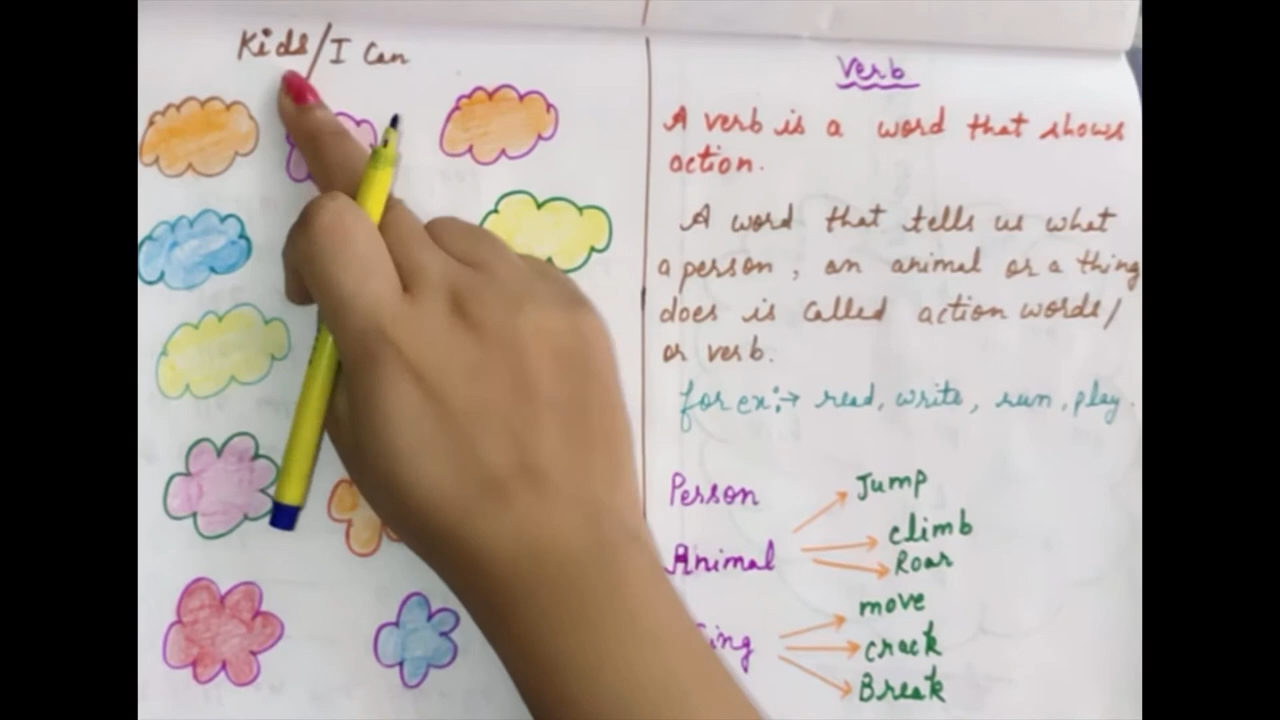 Kids/I Can
Verb
A verb is a word that shows
action.
A word that tells us what
a person, an animal or a thing
does is called action words/
or verb.
for ex:→ read, write, run, play.
Person
Jump
Animal
climb
Roar
move
crack
Break